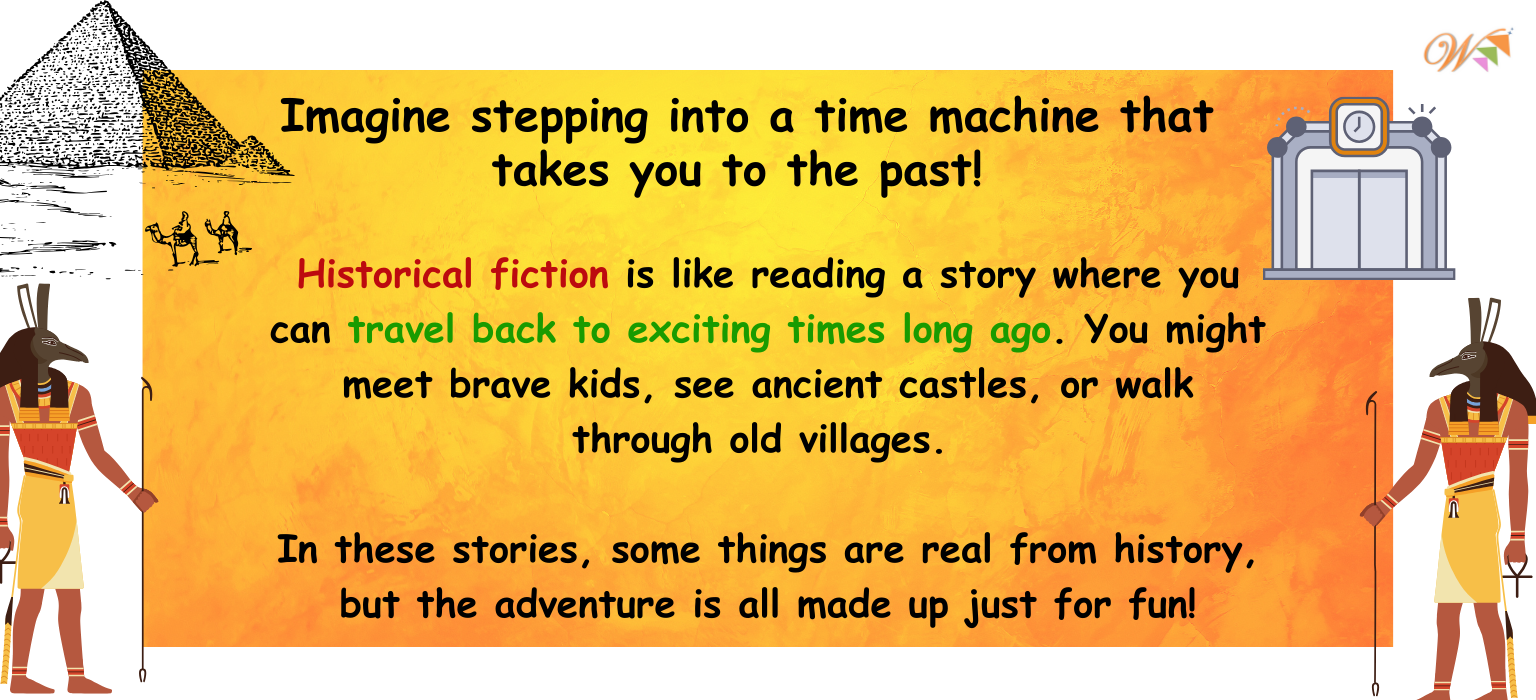 Imagine stepping into a time machine that
takes you to the past!
Historical fiction is like reading a story where you
can travel back to exciting times long ago. You might
meet brave kids, see ancient castles, or walk
through old villages.
In these stories, some things are real from history,
but the adventure is all made up just for fun!
W